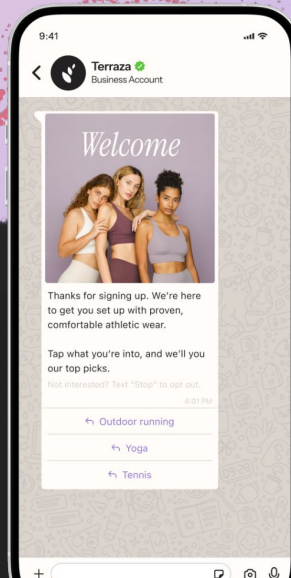 9:41
Terraza
Business Account
Welcome
Thanks for signing up. We're here
to get you set up with proven,
comfortable athletic wear.
Tap what you're into, and we'll you
our top picks.
Not interested? Text "Stop" to opt out.
4:01 PM
Outdoor running
Yoga
Tennis